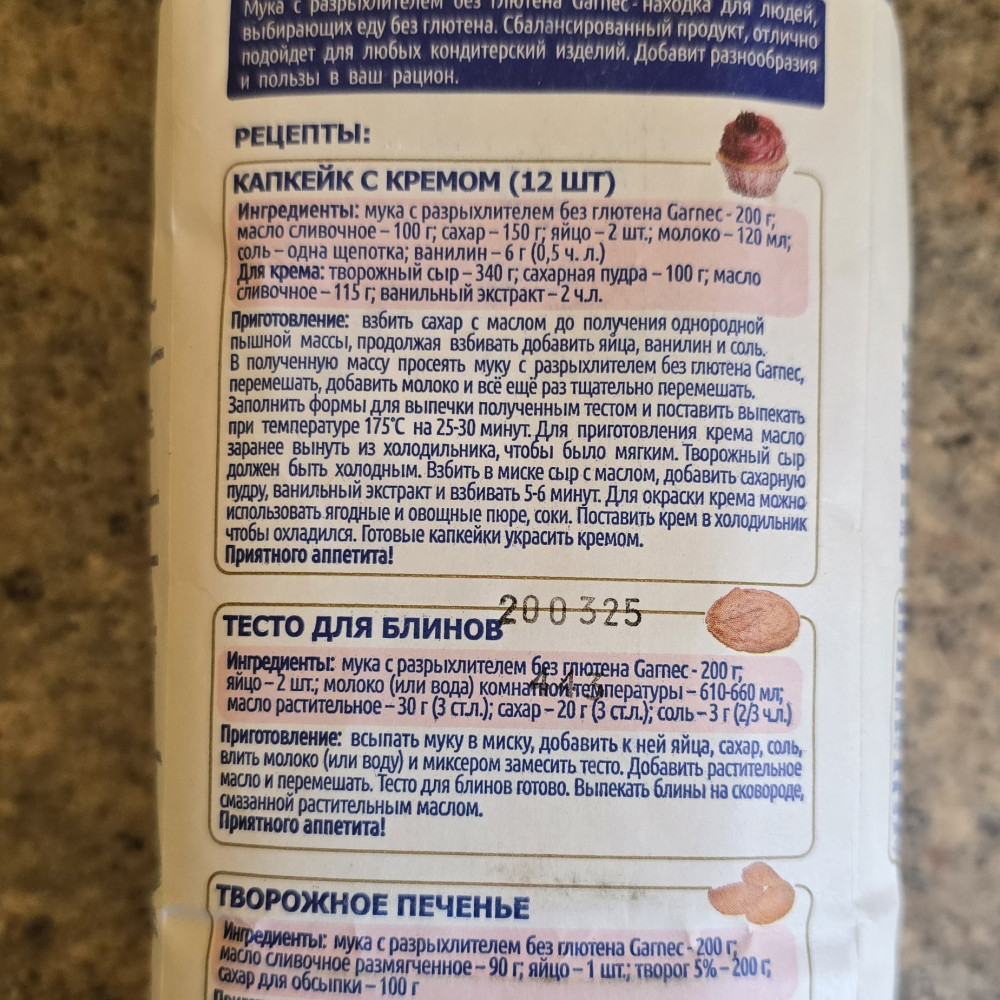 Мука с разрыхлителем без глютена Garnec - находка для людей,
выбирающих еду без глютена. Сбалансированный продукт, отлично
подойдет для любых кондитерский изделий. Добавит разнообразия
и пользы в ваш рацион.
РЕЦЕПТЫ:
КАПКЕЙК С КРЕМОМ (12 ШТ)
Ингредиенты: мука с разрыхлителем без глютена Garnec - 200 г;
масло сливочное – 100 г; сахар – 150 г; яйцо – 2 шт.; молоко – 120 мл;
соль – одна щепотка; ванилин – 6 г (0,5 ч. л.)
Для крема: творожный сыр – 340 г; сахарная пудра – 100 г; масло
сливочное – 115 г; ванильный экстракт – 2 ч.л.
Приготовление: взбить сахар с маслом до получения однородной
пышной массы, продолжая взбивать добавить яйца, ванилин и соль.
В полученную массу просеять муку с разрыхлителем без глютена Garnec,
перемешать, добавить молоко и всё ещё раз тщательно перемешать.
Заполнить формы для выпечки полученным тестом и поставить выпекать
при температуре 175°С на 25-30 минут. Для приготовления крема масло
заранее вынуть из холодильника, чтобы было мягким. Творожный сыр
должен быть холодным. Взбить в миске сыр с маслом, добавить сахарную
пудру, ванильный экстракт и взбивать 5-6 минут. Для окраски крема можно
использовать ягодные и овощные пюре, соки. Поставить крем в холодильник
чтобы охладился. Готовые капкейки украсить кремом.
Приятного аппетита!
200325
ТЕСТО ДЛЯ БЛИНОВ
Ингредиенты: мука с разрыхлителем без глютена Garnec - 200 г;
413
яйцо – 2 шт.; молоко (или вода) комнатной температуры – 610-660 мл;
масло растительное – 30 г (3 ст.л.); сахар – 20 г (3 ст.л.); соль – 3 г (2/3 ч.л.)
Приготовление: всыпать муку в миску, добавить к ней яйца, сахар, соль,
влить молоко (или воду) и миксером замесить тесто. Добавить растительное
масло и перемешать. Тесто для блинов готово. Выпекать блины на сковороде,
смазанной растительным маслом.
Приятного аппетита!
ТВОРОЖНОЕ ПЕЧЕНЬЕ
Ингредиенты: мука с разрыхлителем без глютена Garnec - 200 г;
масло сливочное размягченное – 90 г; яйцо – 1 шт.; творог 5% – 200 г;
сахар для обсыпки – 100 г